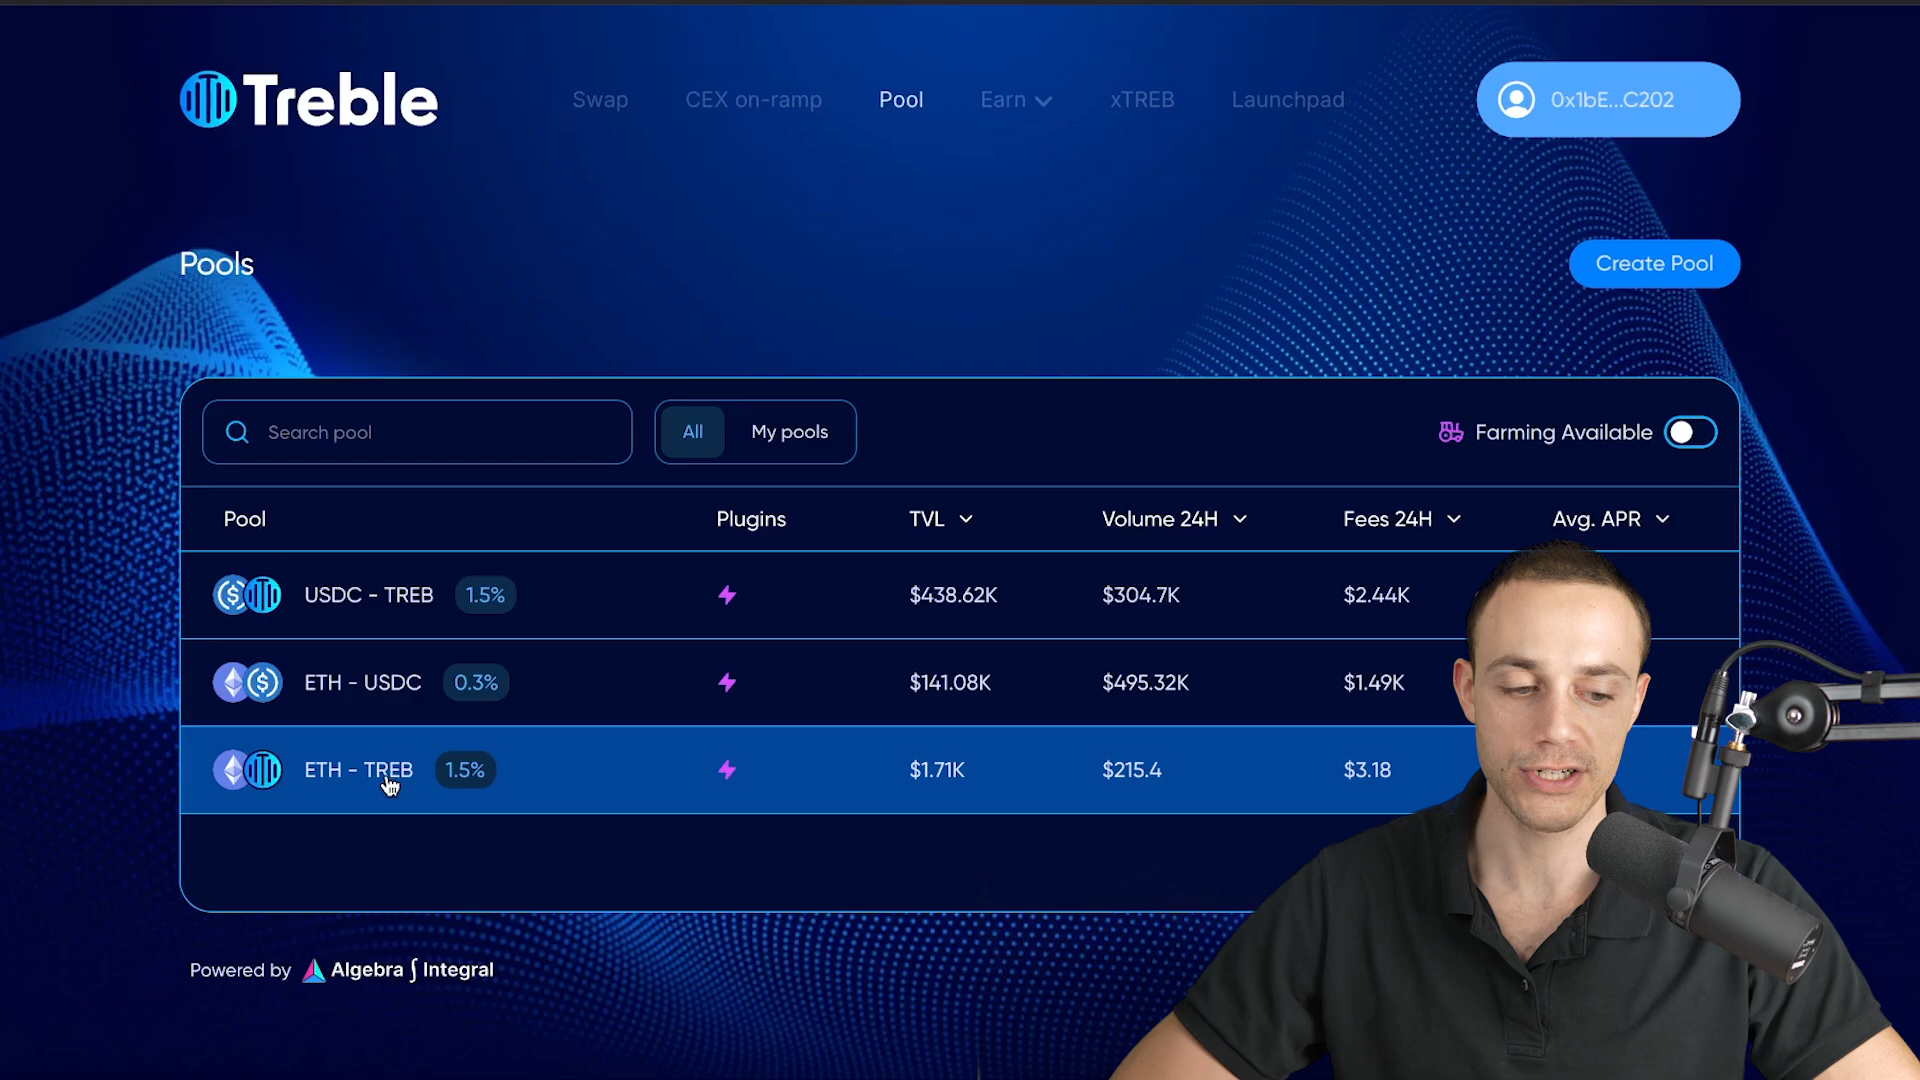 Treble
Swap CEX on-ramp Pool Earn xTREB Launchpad
0x1bE...C202
Pools
Create Pool
Search pool
All My pools
Farming Available
Pool Plugins TVL Volume 24H Fees 24H Avg. APR
USDC - TREB 1.5% $438.62K $304.7K $2.44K
ETH - USDC 0.3% $141.08K $495.32K $1.49K
ETH - TREB 1.5% $1.71K $215.4 $3.18
Powered by Algebra ∫ Integral